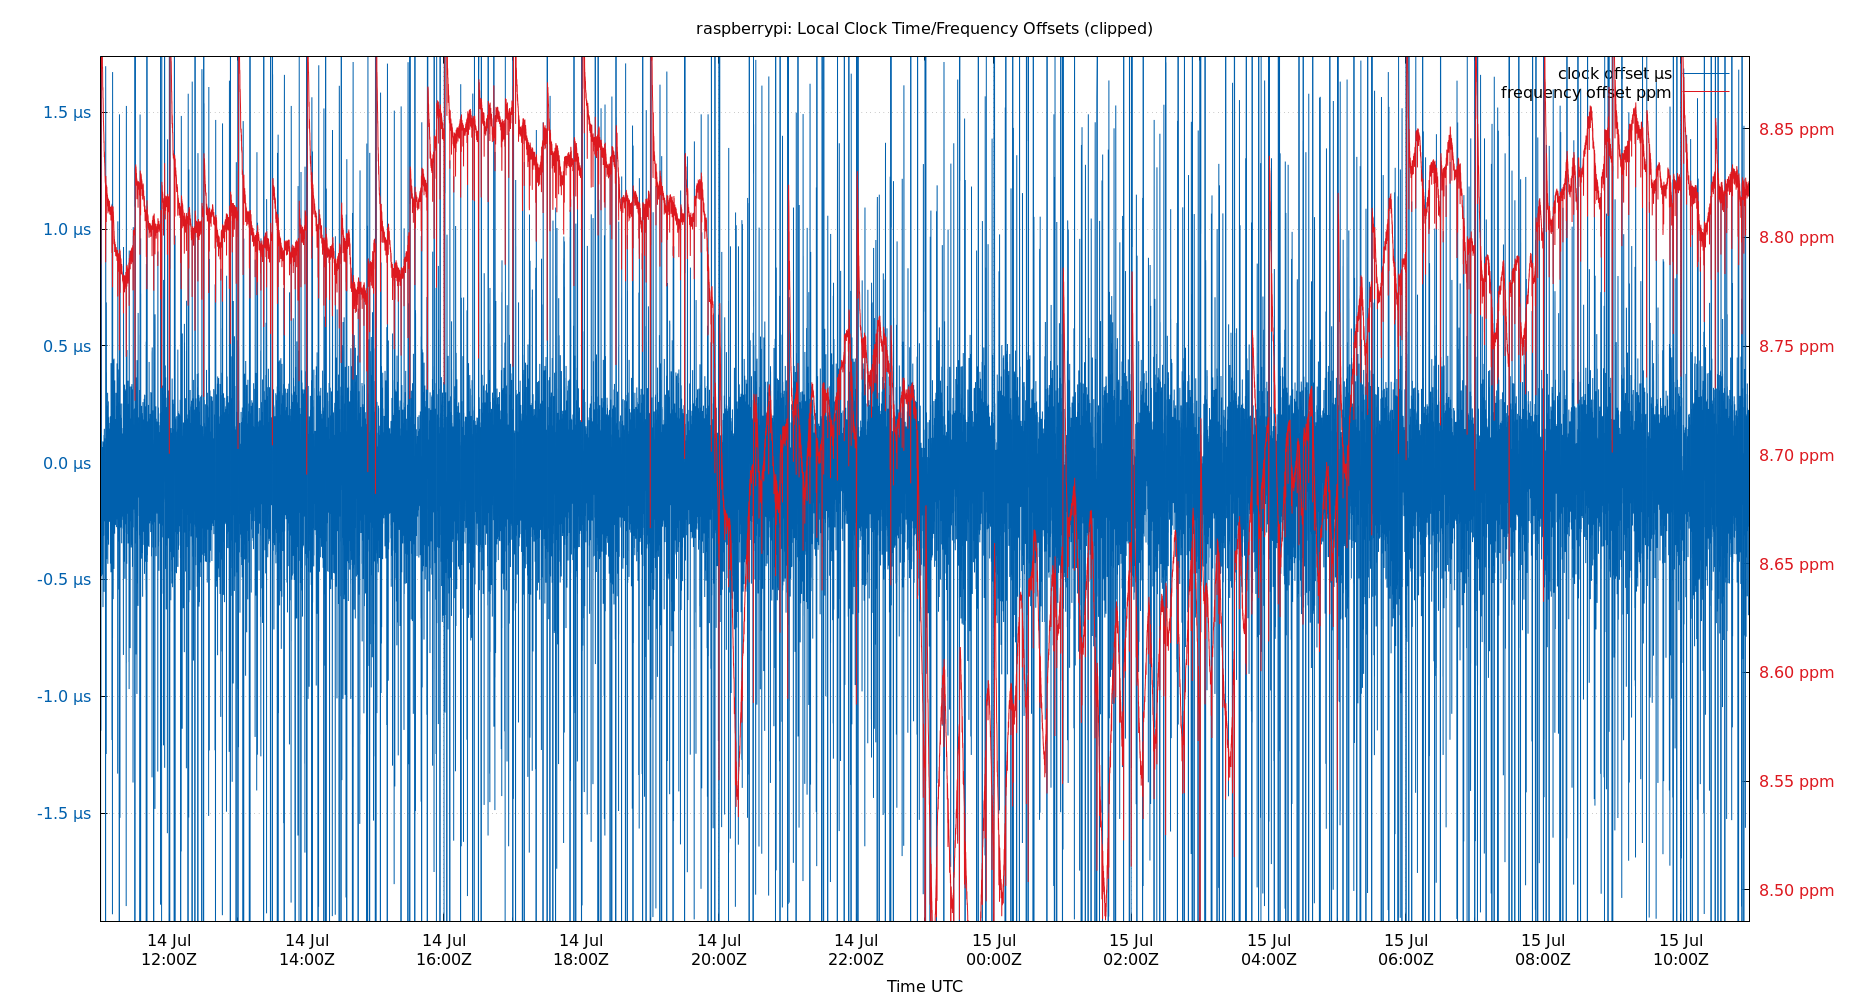 raspberrypi: Local Clock Time/Frequency Offsets (clipped)
clock offset µs
frequency offset ppm
1.5 µs
1.0 µs
0.5 µs
0.0 µs
-0.5 µs
-1.0 µs
-1.5 µs
8.85 ppm
8.80 ppm
8.75 ppm
8.70 ppm
8.65 ppm
8.60 ppm
8.55 ppm
8.50 ppm
14 Jul 14 Jul 14 Jul 14 Jul 14 Jul 14 Jul 15 Jul 15 Jul 15 Jul 15 Jul 15 Jul 15 Jul
12:00Z 14:00Z 16:00Z 18:00Z 20:00Z 22:00Z 00:00Z 02:00Z 04:00Z 06:00Z 08:00Z 10:00Z
Time UTC